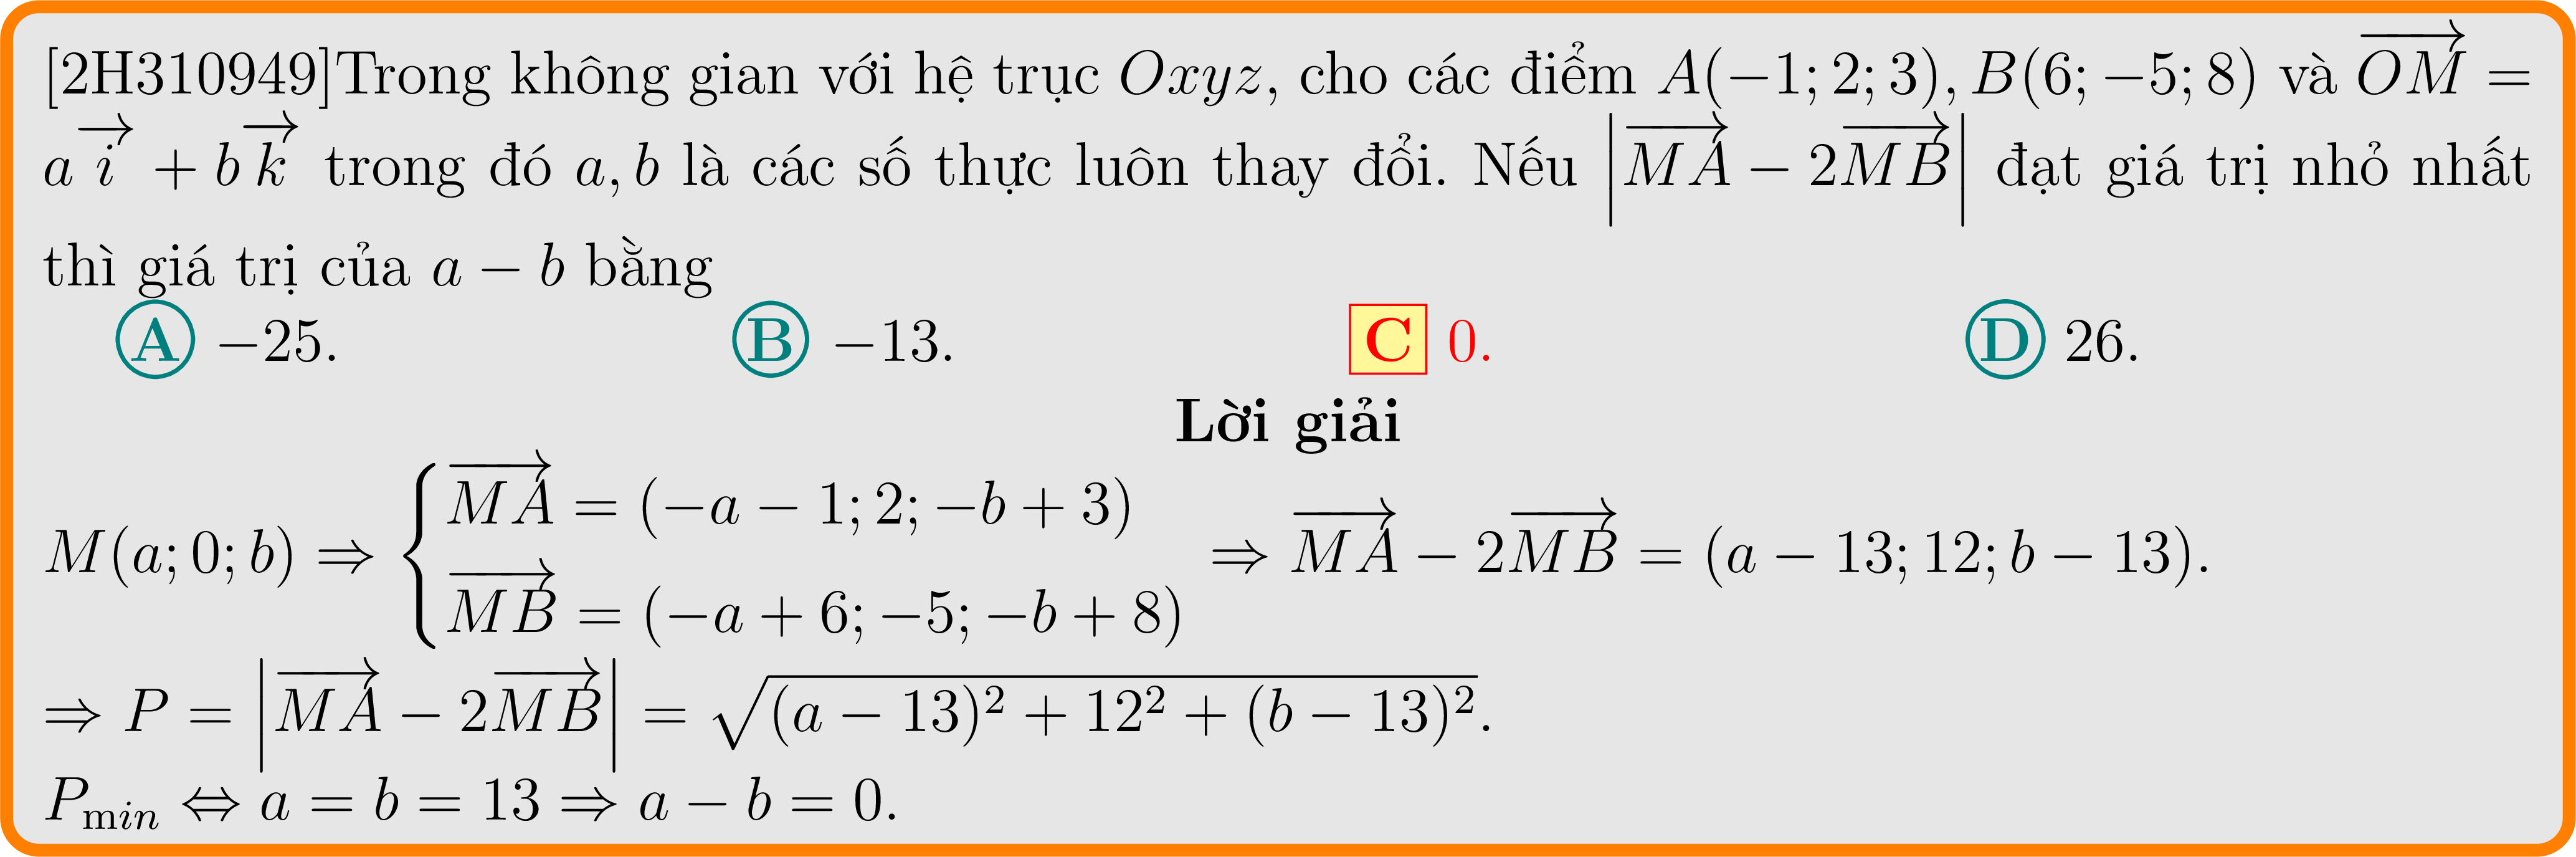 [2H310949]Trong không gian với hệ trục $Oxyz$, cho các điểm $A(-1; 2; 3), B(6; -5; 8)$ và $\overrightarrow{OM} =$
$a\overrightarrow{i} + b\overrightarrow{k}$ trong đó $a, b$ là các số thực luôn thay đổi. Nếu $\left|\overrightarrow{MA} - 2\overrightarrow{MB}\right|$ đạt giá trị nhỏ nhất
thì giá trị của $a - b$ bằng
A $-25$. B $-13$. C $0$. D $26$.
Lời giải
$M(a; 0; b) \Rightarrow \begin{cases} \overrightarrow{MA} = (-a - 1; 2; -b + 3) \\ \overrightarrow{MB} = (-a + 6; -5; -b + 8) \end{cases} \Rightarrow \overrightarrow{MA} - 2\overrightarrow{MB} = (a - 13; 12; b - 13)$.
$\Rightarrow P = \left|\overrightarrow{MA} - 2\overrightarrow{MB}\right| = \sqrt{(a - 13)^2 + 12^2 + (b - 13)^2}$.
$P_{\mathrm{m}in} \Leftrightarrow a = b = 13 \Rightarrow a - b = 0$.